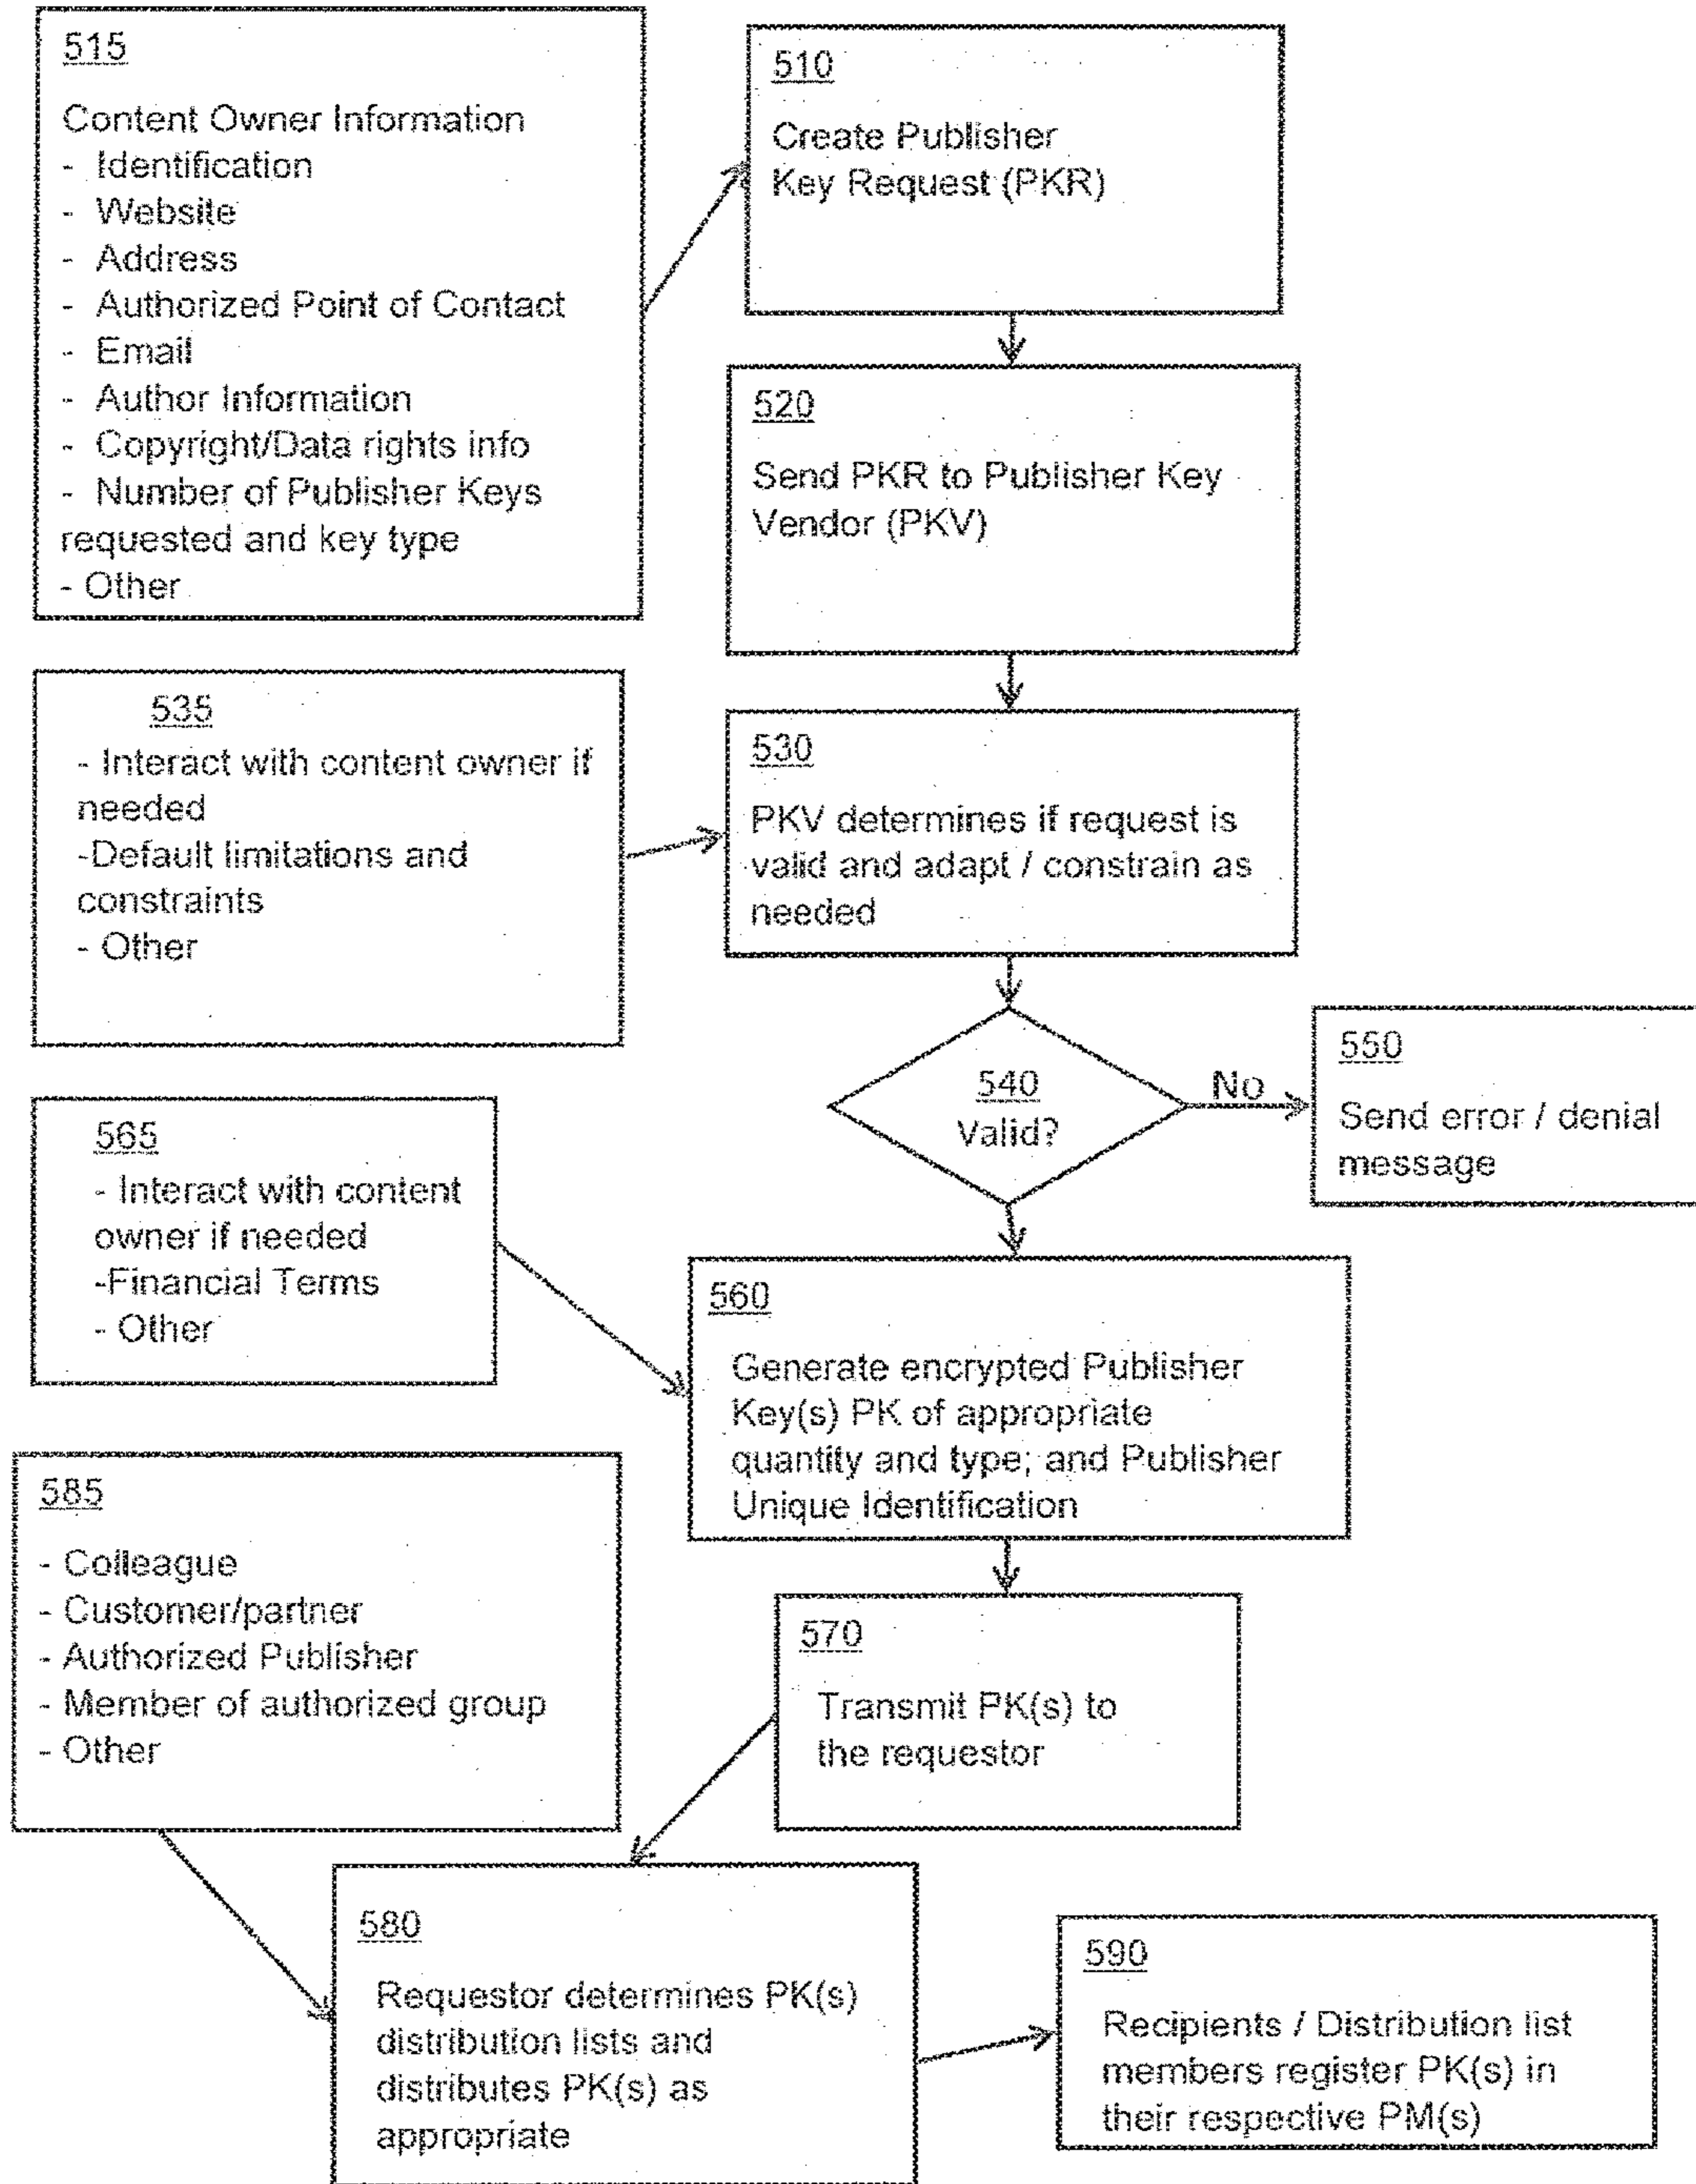 515
Content Owner Information
- Identification
- Website
- Address
- Authorized Point of Contact
- Email
- Author Information
- Copyright/Data rights info
- Number of Publisher Keys
requested and key type
- Other
510
Create Publisher
Key Request (PKR)
520
Send PKR to Publisher Key
Vendor (PKV)
535
- Interact with content owner if
needed
-Default limitations and
constraints
- Other
530
PKV determines if request is
valid and adapt / constrain as
needed
540
Valid?
No
550
Send error / denial
message
565
- Interact with content
owner if needed
-Financial Terms
- Other
560
Generate encrypted Publisher
Key(s) PK of appropriate
quantity and type; and Publisher
Unique Identification
585
- Colleague
- Customer/partner
- Authorized Publisher
- Member of authorized group
- Other
570
Transmit PK(s) to
the requestor
580
Requestor determines PK(s)
distribution lists and
distributes PK(s) as
appropriate
590
Recipients / Distribution list
members register PK(s) in
their respective PM(s)